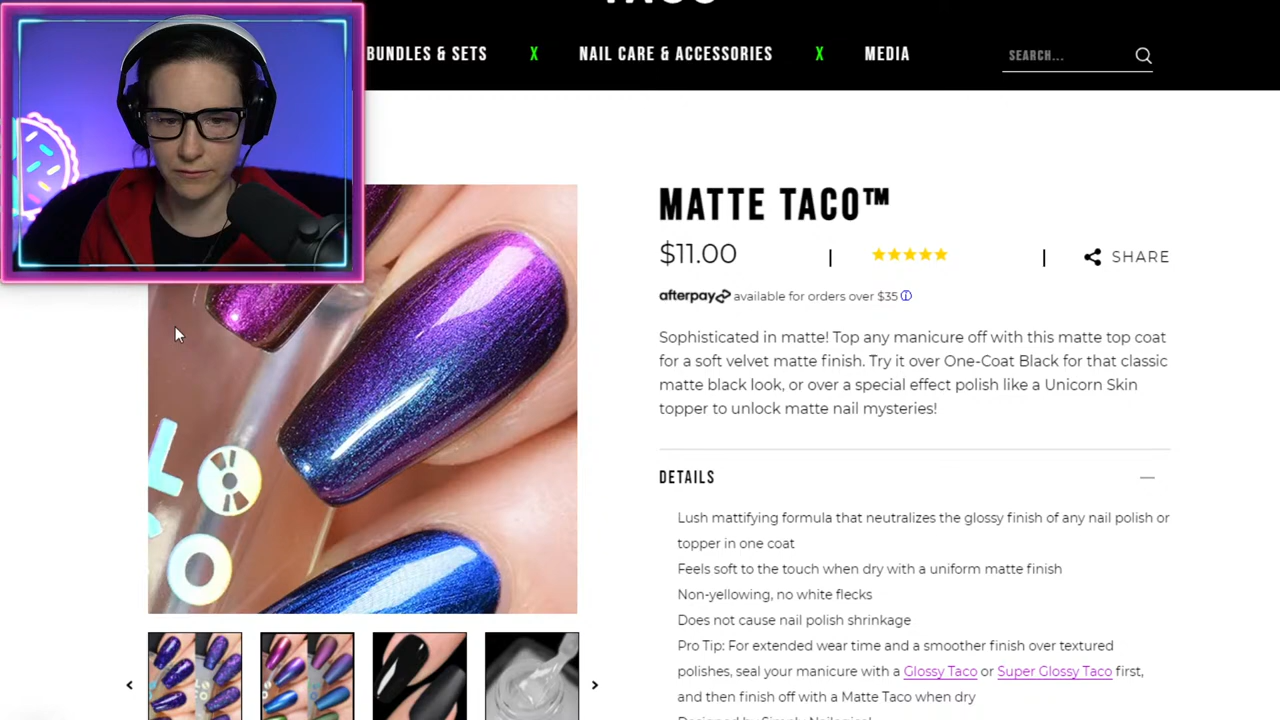 TACO
BUNDLES & SETS X NAIL CARE & ACCESSORIES X MEDIA
SEARCH...
MATTE TACO™
$11.00 | ★★★★★ | SHARE
afterpay available for orders over $35 ⓘ
Sophisticated in matte! Top any manicure off with this matte top coat
for a soft velvet matte finish. Try it over One-Coat Black for that classic
matte black look, or over a special effect polish like a Unicorn Skin
topper to unlock matte nail mysteries!
DETAILS
Lush mattifying formula that neutralizes the glossy finish of any nail polish or
topper in one coat
Feels soft to the touch when dry with a uniform matte finish
Non-yellowing, no white flecks
Does not cause nail polish shrinkage
Pro Tip: For extended wear time and a smoother finish over textured
polishes, seal your manicure with a Glossy Taco or Super Glossy Taco first,
and then finish off with a Matte Taco when dry
Designed by Simply Nailogical